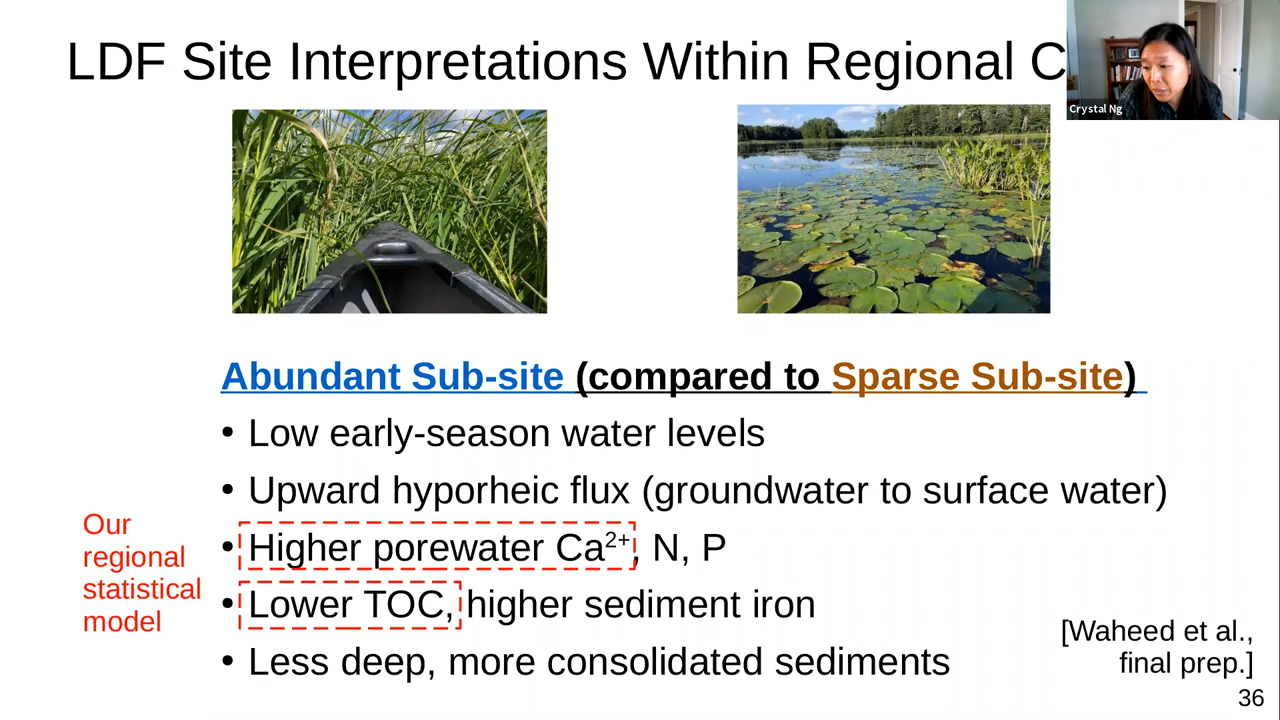 LDF Site Interpretations Within Regional C
Crystal Ng
Abundant Sub-site (compared to Sparse Sub-site)
• Low early-season water levels
• Upward hyporheic flux (groundwater to surface water)
• Higher porewater Ca²⁺, N, P
• Lower TOC, higher sediment iron
• Less deep, more consolidated sediments
Our
regional
statistical
model
[Waheed et al.,
final prep.]
36